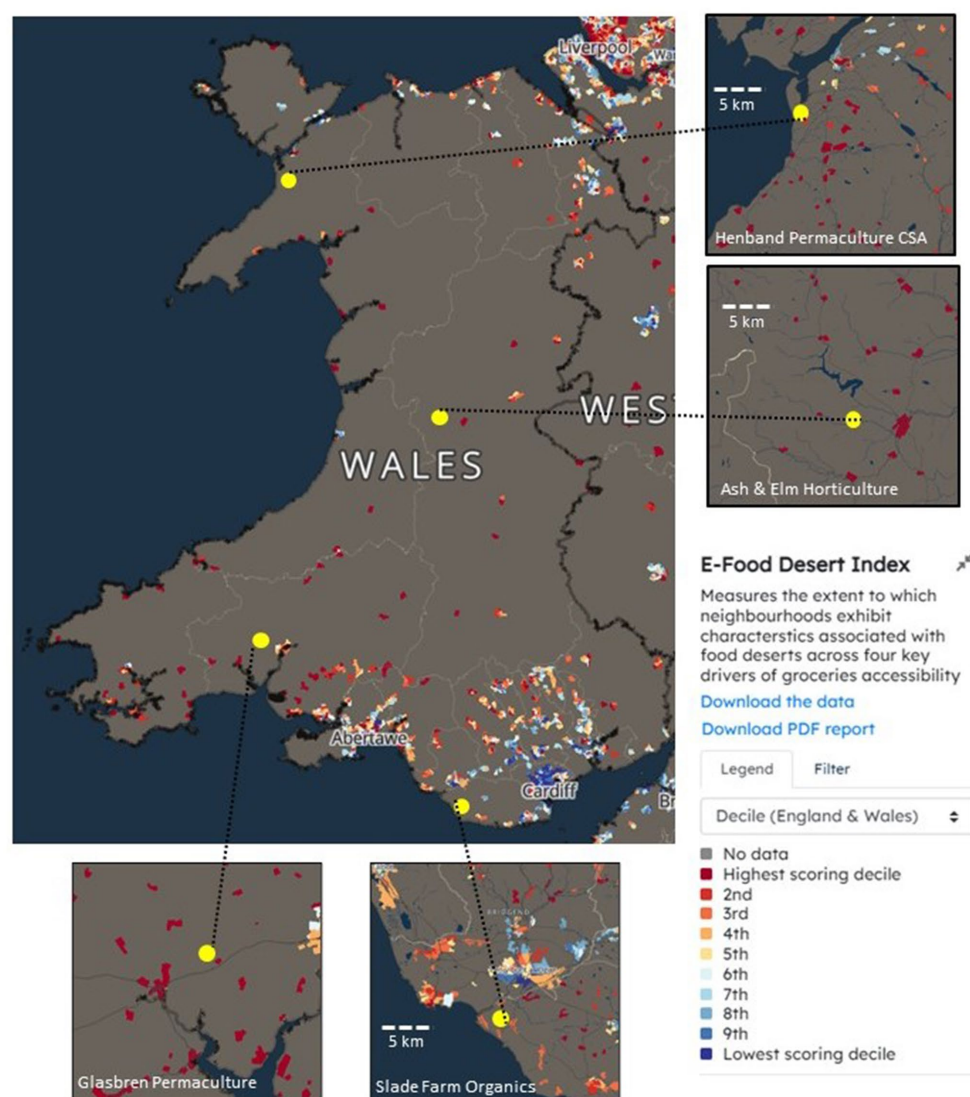 Liverpool
WALES
WES
Abertawe
Cardiff
5 km
Henband Permaculture CSA
5 km
Ash & Elm Horticulture
E-Food Desert Index
Measures the extent to which
neighbourhoods exhibit
characterstics associated with
food deserts across four key
drivers of groceries accessibility
Download the data
Download PDF report
Legend
Filter
Decile (England & Wales)
No data
Highest scoring decile
2nd
3rd
4th
5th
6th
7th
8th
9th
Lowest scoring decile
Glasbren Permaculture
BRIDGEND
5 km
Slade Farm Organics